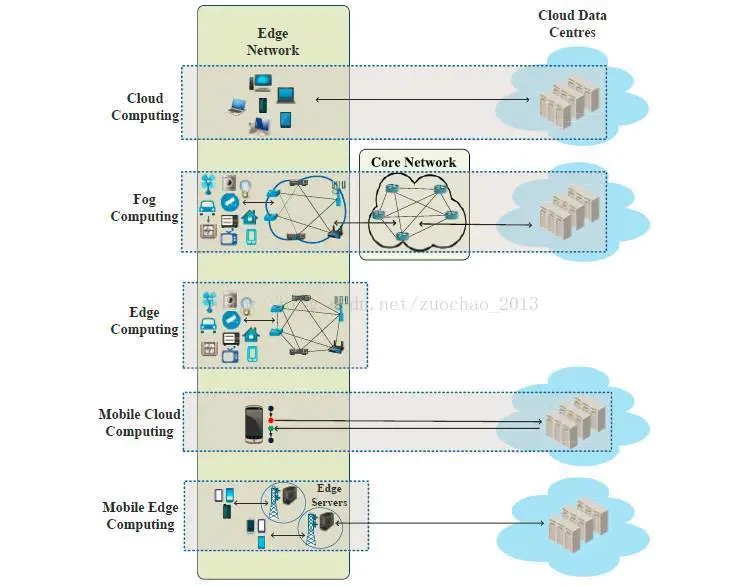 Edge
Network
Cloud Data
Centres
Cloud
Computing
Core Network
Fog
Computing
Edge
Computing
dn.net/zuochao_2013
Mobile Cloud
Computing
Edge
Servers
Mobile Edge
Computing